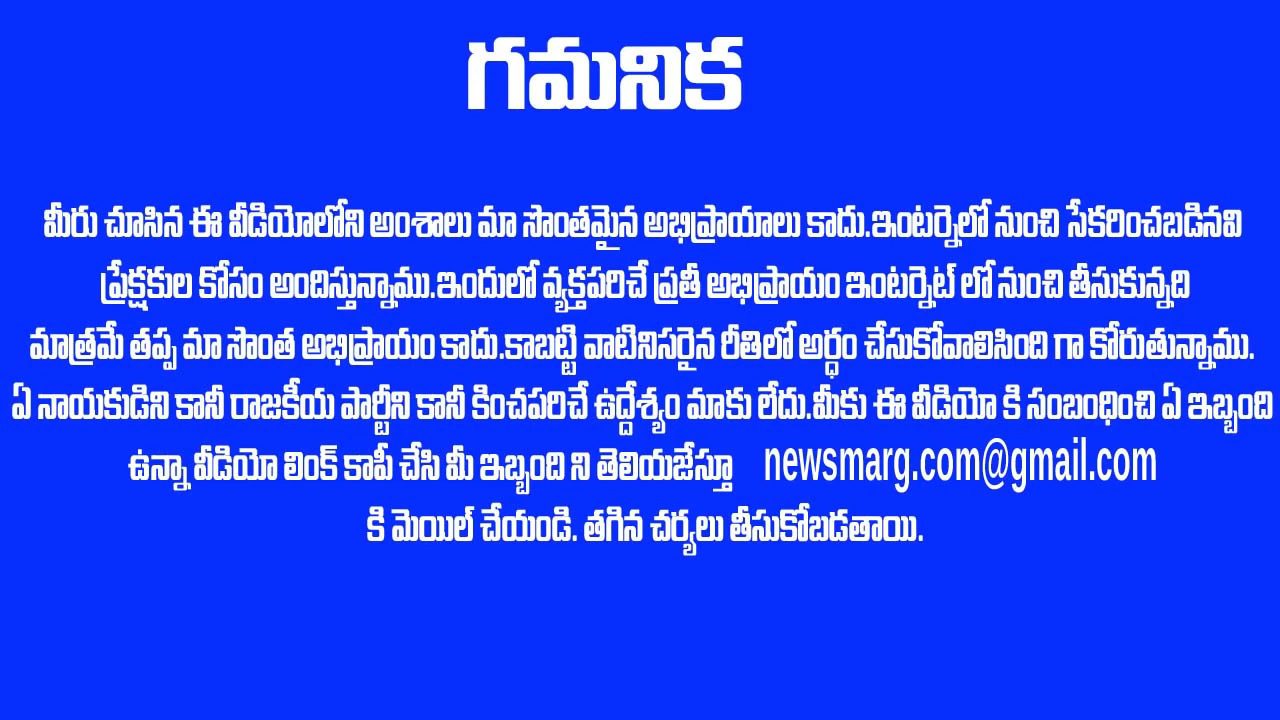 గమనిక
మీరు చూసిన ఈ వీడియోలోని అంశాలు మా సొంతమైన అభిప్రాయాలు కాదు.ఇంటర్నెలో నుంచి సేకరించబడినవి
ప్రేక్షకుల కోసం అందిస్తున్నాము.ఇందులో వ్యక్తపరిచే ప్రతీ అభిప్రాయం ఇంటర్నెట్ లో నుంచి తీసుకున్నది
మాత్రమే తప్ప మా సొంత అభిప్రాయం కాదు.కాబట్టి వాటినిసరైన రీతిలో అర్ధం చేసుకోవాలిసింది గా కోరుతున్నాము.
ఏ నాయకుడిని కానీ రాజకీయ పార్టీని కానీ కించపరిచే ఉద్దేశ్యం మాకు లేదు.మీకు ఈ వీడియో కి సంబంధించి ఏ ఇబ్బంది
ఉన్నా వీడియో లింక్ కాపీ చేసి మీ ఇబ్బంది ని తెలియజేస్తూ newsmarg.com@gmail.com
కి మెయిల్ చేయండి. తగిన చర్యలు తీసుకోబడతాయి.